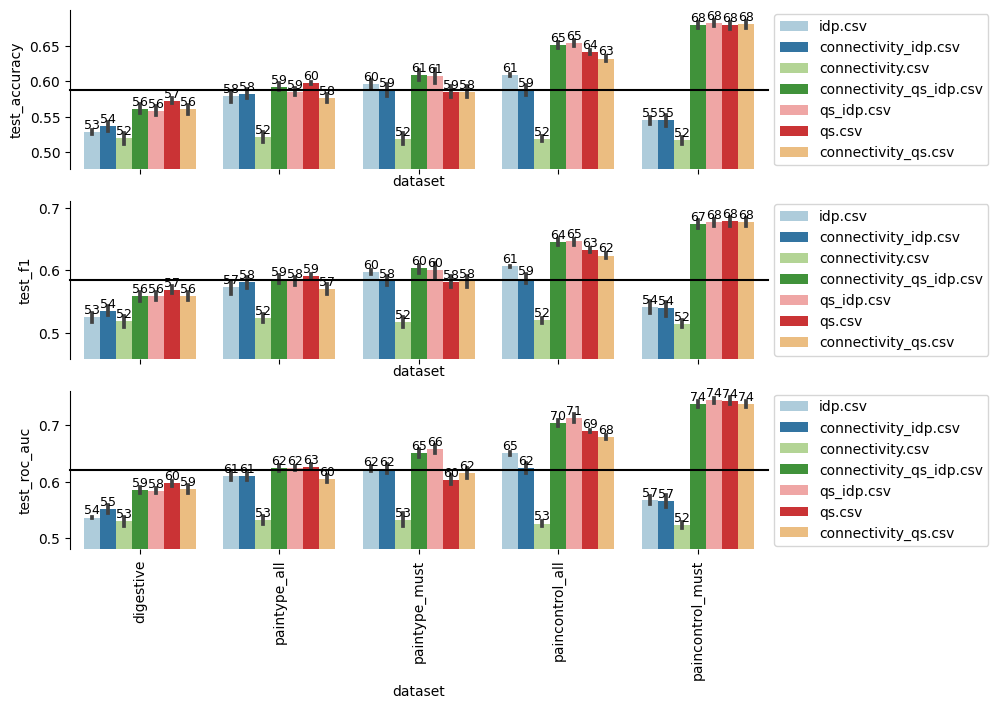 test_accuracy
0.65
0.60
0.55
0.50
53 54 52 56 56 57 56
58 58 52 59 59 60 58
60 59 52 61 61 59 58
61 59 52 65 65 64 63
55 55 52 68 68 68 68
dataset
idp.csv
connectivity_idp.csv
connectivity.csv
connectivity_qs_idp.csv
qs_idp.csv
qs.csv
connectivity_qs.csv
test_f1
0.7
0.6
0.5
53 54 52 56 56 57 56
57 58 52 59 58 59 57
60 58 52 60 60 58 58
61 59 52 64 65 63 62
54 54 52 67 68 68 68
dataset
idp.csv
connectivity_idp.csv
connectivity.csv
connectivity_qs_idp.csv
qs_idp.csv
qs.csv
connectivity_qs.csv
test_roc_auc
0.7
0.6
0.5
54 55 53 59 58 60 59
61 61 53 62 62 63 60
62 62 53 65 66 60 62
65 62 53 70 71 69 68
57 57 52 74 74 74 74
idp.csv
connectivity_idp.csv
connectivity.csv
connectivity_qs_idp.csv
qs_idp.csv
qs.csv
connectivity_qs.csv
digestive
paintype_all
paintype_must
paincontrol_all
paincontrol_must
dataset